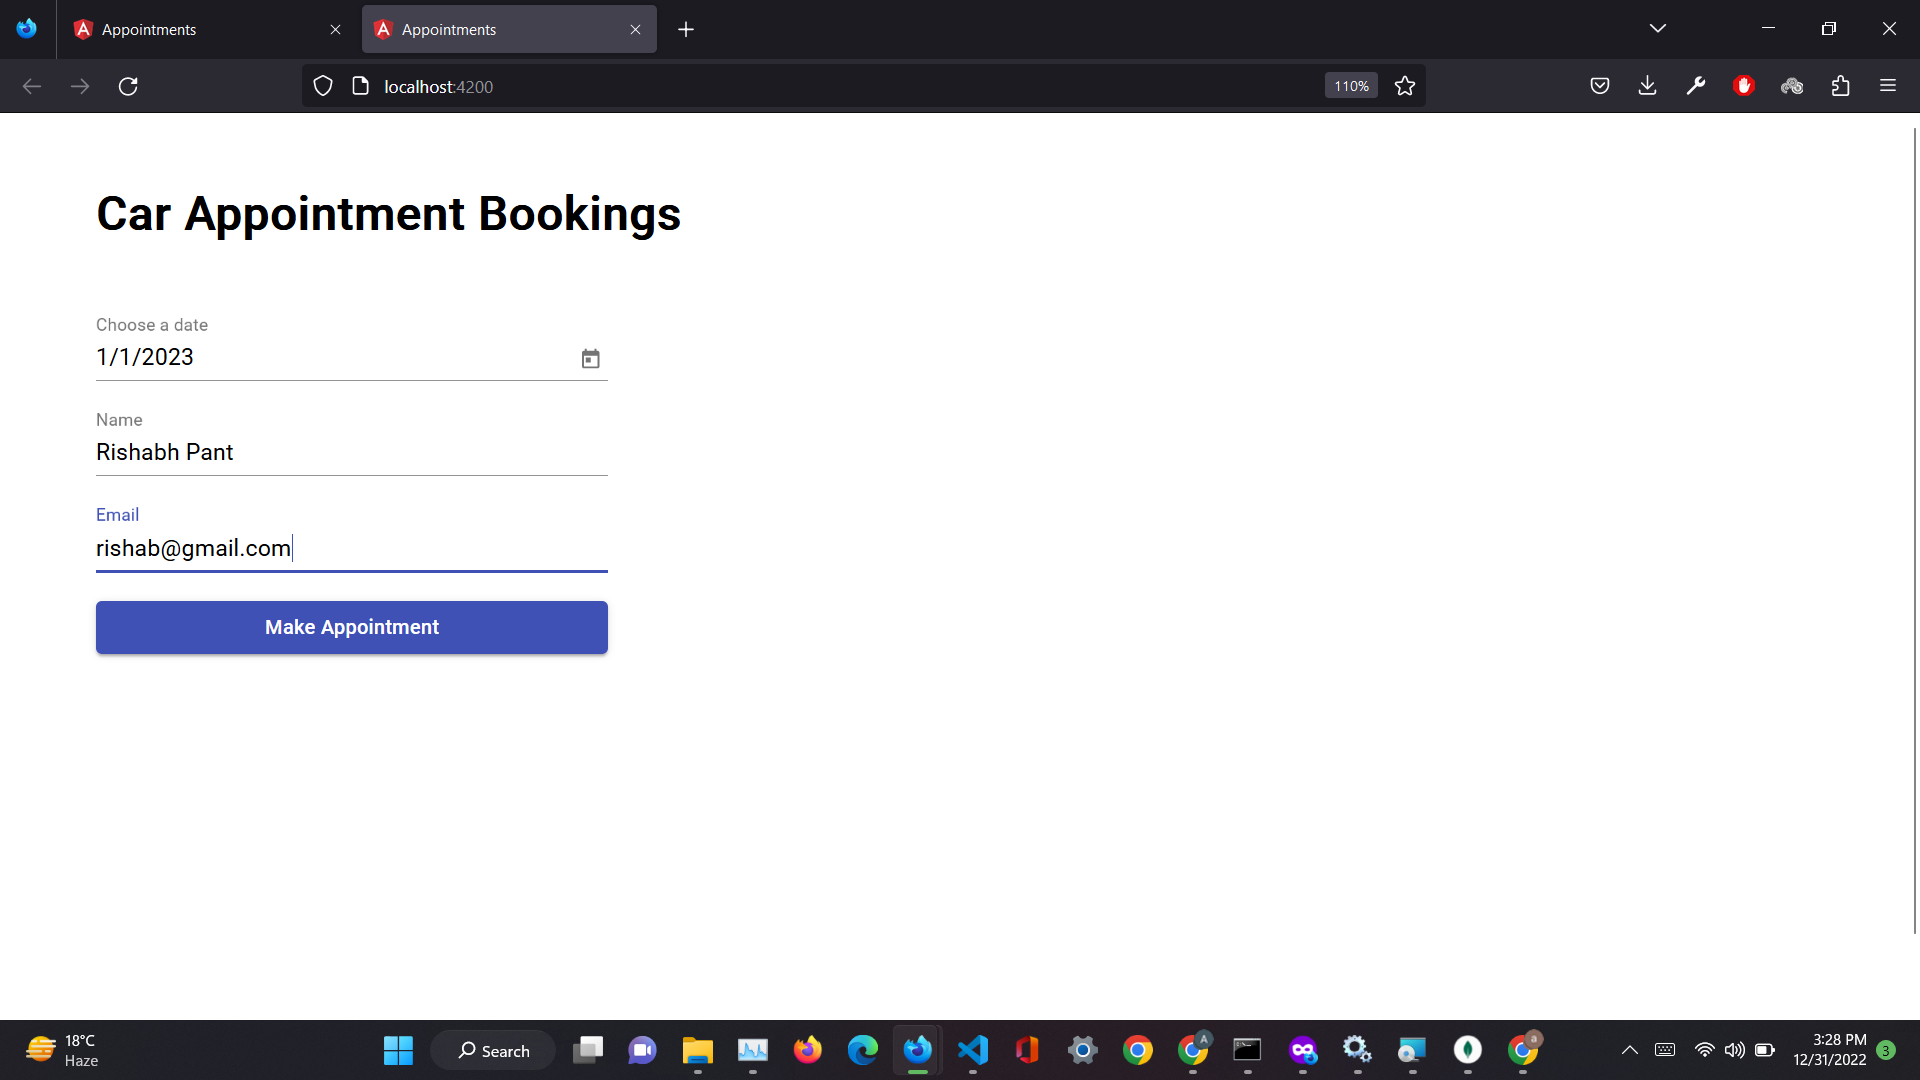 Appointments
Appointments
localhost:4200
110%
Car Appointment Bookings
Choose a date
1/1/2023
Name
Rishabh Pant
Email
rishab@gmail.com
Make Appointment
18°C
Haze
Search
A
a
3:28 PM
12/31/2022
3